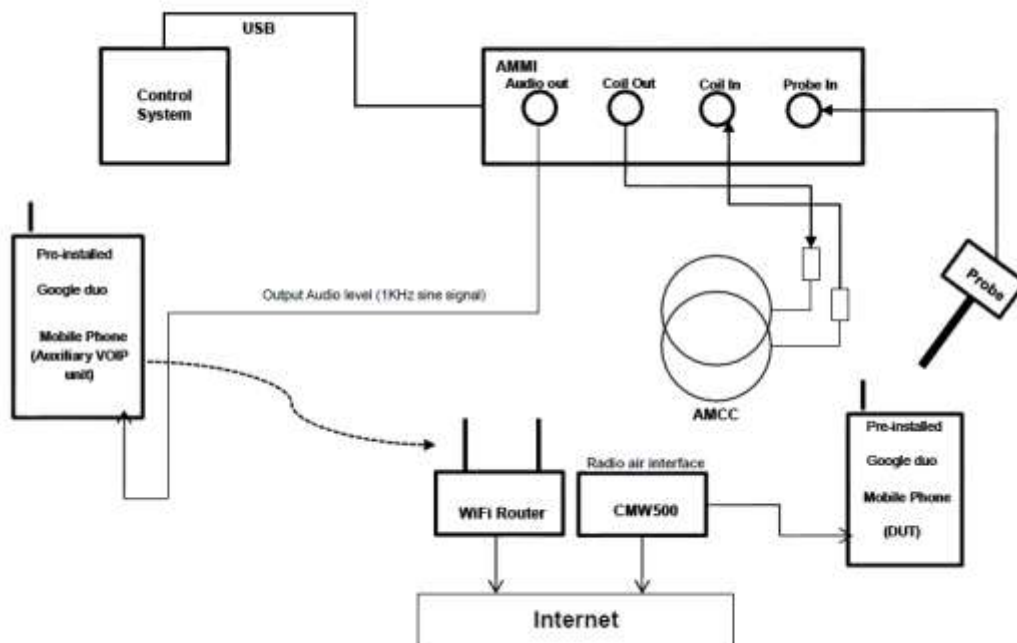 USB
AMMI
Audio out
Coil Out
Coil In
Probe In
Control
System
Pre-installed
Google duo
Mobile Phone
(Auxiliary VOIP
unit)
Output Audio level (1KHz sine signal)
Probe
AMCC
Pre-installed
Google duo
Mobile Phone
(DUT)
Radio air interface
WiFi Router
CMW500
Internet